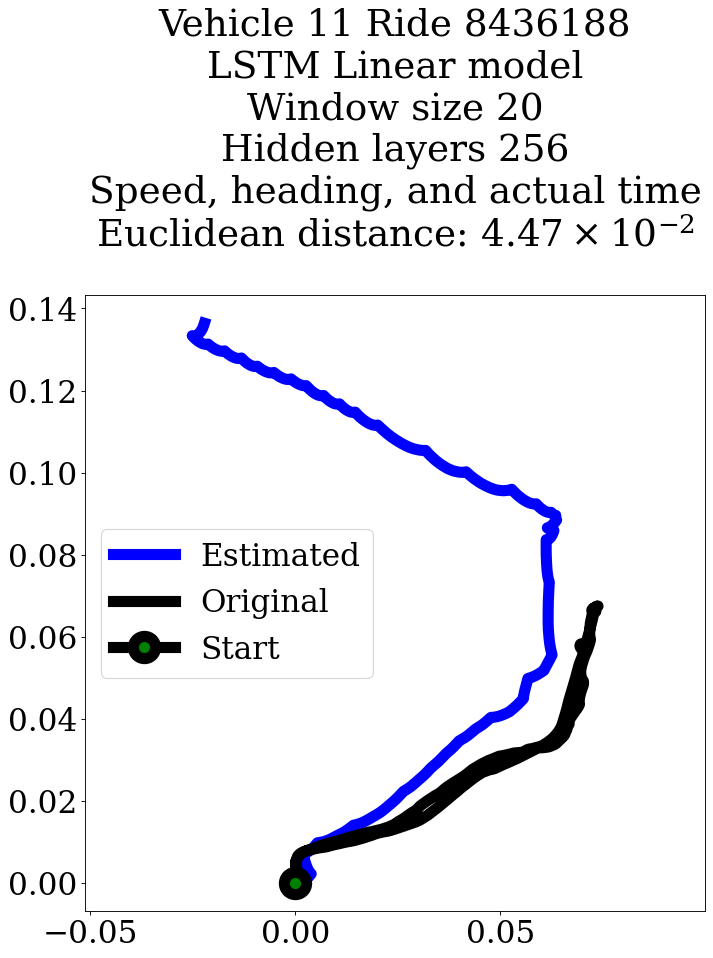 Vehicle 11 Ride 8436188
LSTM Linear model
Window size 20
Hidden layers 256
Speed, heading, and actual time
Euclidean distance: 4.47 × 10⁻²
0.14
0.12
0.10
0.08
0.06
0.04
0.02
0.00
Estimated
Original
Start
−0.05
0.00
0.05